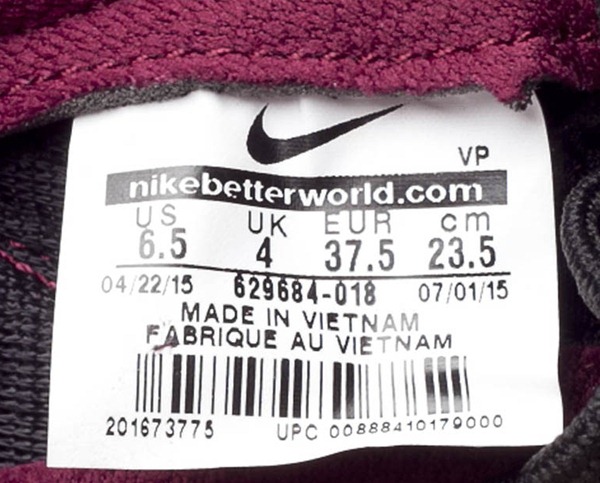 VP
nikebetterworld.com
US UK EUR cm
6.5 4 37.5 23.5
04/22/15 629684-018 07/01/15
MADE IN VIETNAM
FABRIQUE AU VIETNAM
201673775 UPC 00888410179000